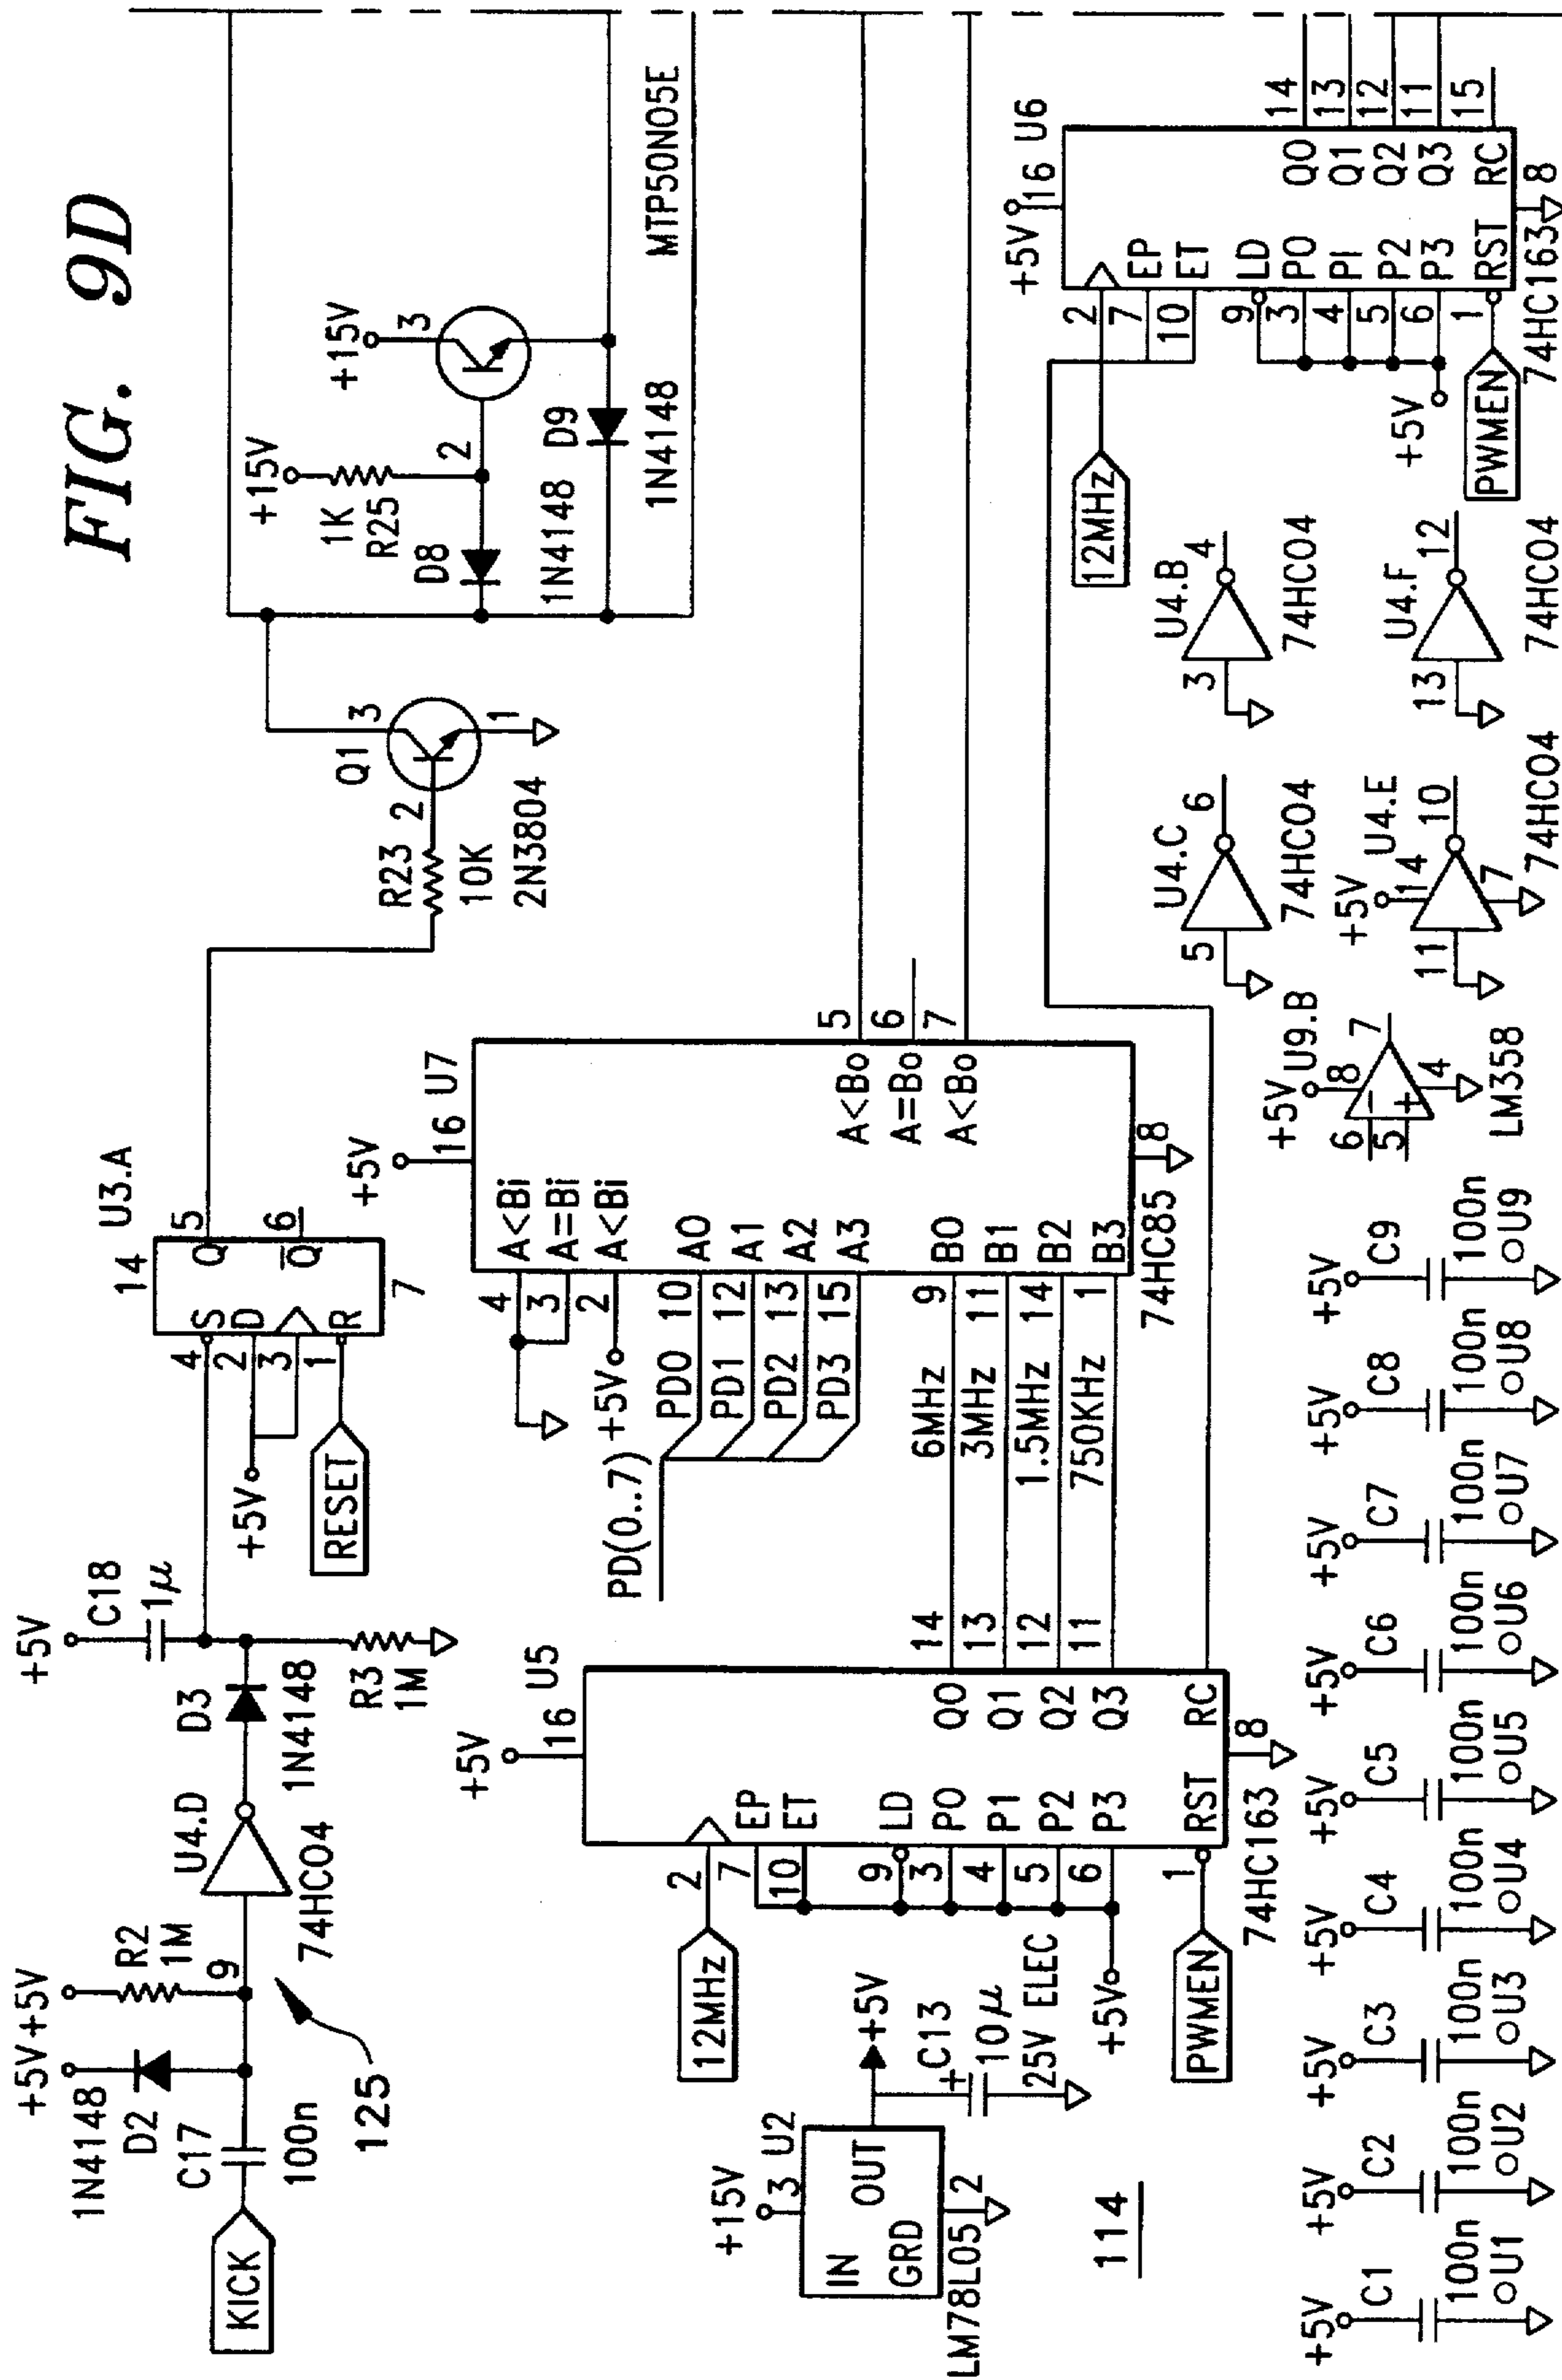 FIG. 9D
+5V
+5V
+5V
1N4148
D2
R2
1M
C17
100n
KICK
125
9
U4.D
74HC04
D3
1N4148
C18
1μ
R3
1M
+5V
RESET
U3.A
14
4
S
2
D
3
1
R
Q
5
Q
6
7
R23
10K
2
Q1
3
1
2N3804
+15V
1K
R25
D8
1N4148
2
+15V
3
D9
1N4148
MTP50N05E
+5V
16
U7
4
A<Bi
3
A=Bi
2
A<Bi
+5V
PD(0..7)
PD0
10
A0
PD1
12
A1
PD2
13
A2
PD3
15
A3
6MHz
9
B0
3MHz
11
B1
1.5MHz
14
B2
750KHz
1
B3
A<Bo
5
A=Bo
6
A<Bo
7
8
74HC85
+5V
16
U5
12MHz
2
7
EP
10
ET
9
LD
3
P0
4
P1
5
P2
6
P3
+5V
PWMEN
1
RST
Q0
14
Q1
13
Q2
12
Q3
11
RC
8
74HC163
+15V
3
U2
IN
OUT
GRD
2
LM78L05
+5V
C13
+
10μ
25V ELEC
114
+5V
16
U6
12MHz
2
7
EP
10
ET
9
LD
3
P0
4
PI
5
P2
6
P3
+5V
PWMEN
1
RST
Q0
14
Q1
13
Q2
12
Q3
11
RC
15
8
74HC163
U4.B
3
4
74HC04
U4.F
13
12
74HC04
U4.C
5
6
74HC04
U4.E
+5V
14
11
10
7
74HC04
+5V
U9.B
8
6
−
5
+
7
4
LM358
+5V
C1
100n
U1
+5V
C2
100n
U2
+5V
C3
100n
U3
+5V
C4
100n
U4
+5V
C5
100n
U5
+5V
C6
100n
U6
+5V
C7
100n
U7
+5V
C8
100n
U8
+5V
C9
100n
U9